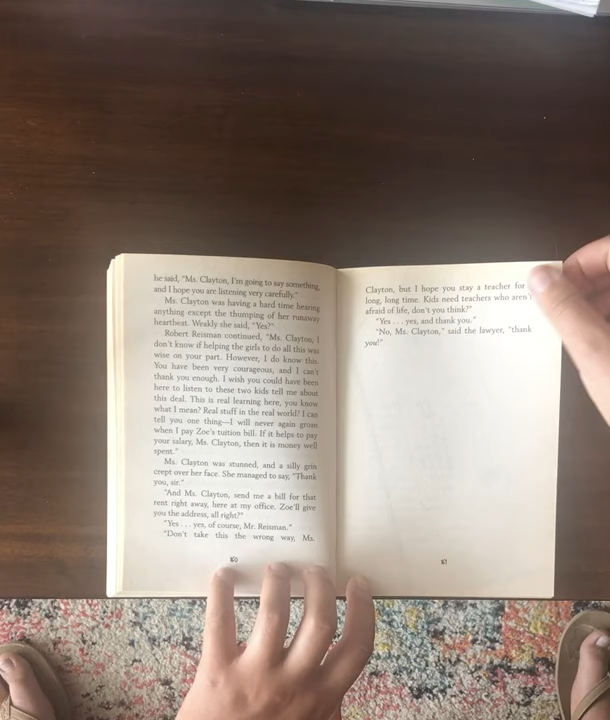 he said, "Ms. Clayton, I'm going to say something,
and I hope you are listening very carefully."
Ms. Clayton was having a hard time hearing
anything except the thumping of her runaway
heartbeat. Weakly she said, "Yes?"
Robert Reisman continued, "Ms. Clayton, I
don't know if helping the girls to do all this was
wise on your part. However, I do know this.
You have been very courageous, and I can't
thank you enough. I wish you could have been
here to listen to these two kids tell me about
this deal. This is real learning here, you know
what I mean? Real stuff in the real world? I can
tell you one thing—I will never again groan
when I pay Zoe's tuition bill. If it helps to pay
your salary, Ms. Clayton, then it is money well
spent."
Ms. Clayton was stunned, and a silly grin
crept over her face. She managed to say, "Thank
you, sir."
"And Ms. Clayton, send me a bill for that
rent right away, here at my office. Zoe'll give
you the address, all right?"
"Yes . . . yes, of course, Mr. Reisman."
"Don't take this the wrong way, Ms.
160
Clayton, but I hope you stay a teacher for
long, long time. Kids need teachers who aren't
afraid of life, don't you think?"
"Yes . . . yes, and thank you."
"No, Ms. Clayton," said the lawyer, "thank
you!"
161